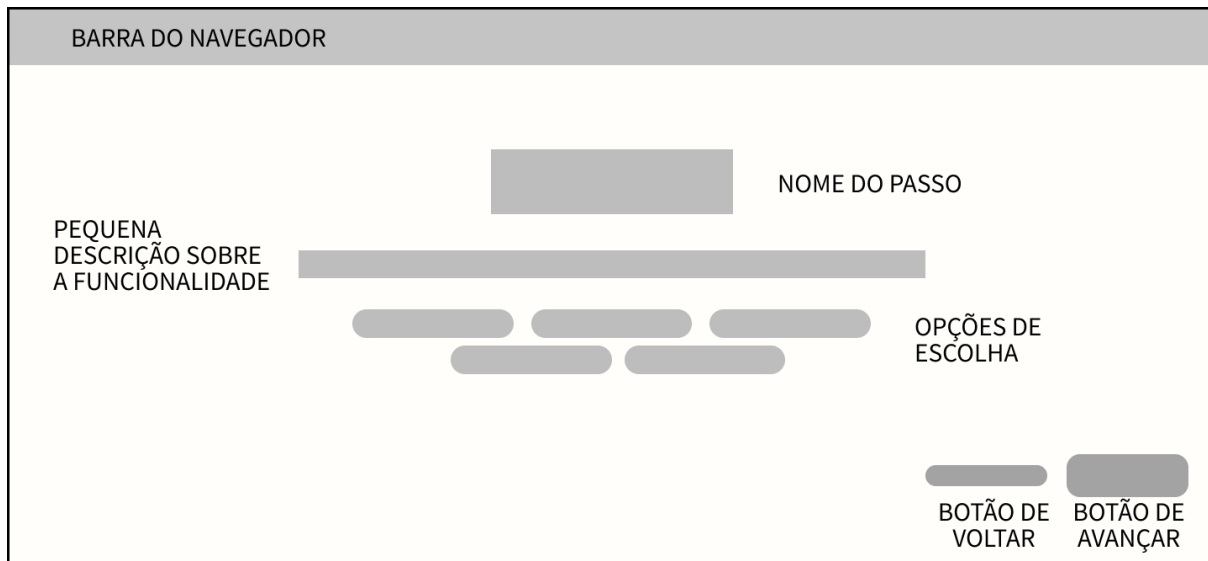 BARRA DO NAVEGADOR
NOME DO PASSO
PEQUENA
DESCRIÇÃO SOBRE
A FUNCIONALIDADE
OPÇÕES DE
ESCOLHA
BOTÃO DE
VOLTAR
BOTÃO DE
AVANÇAR